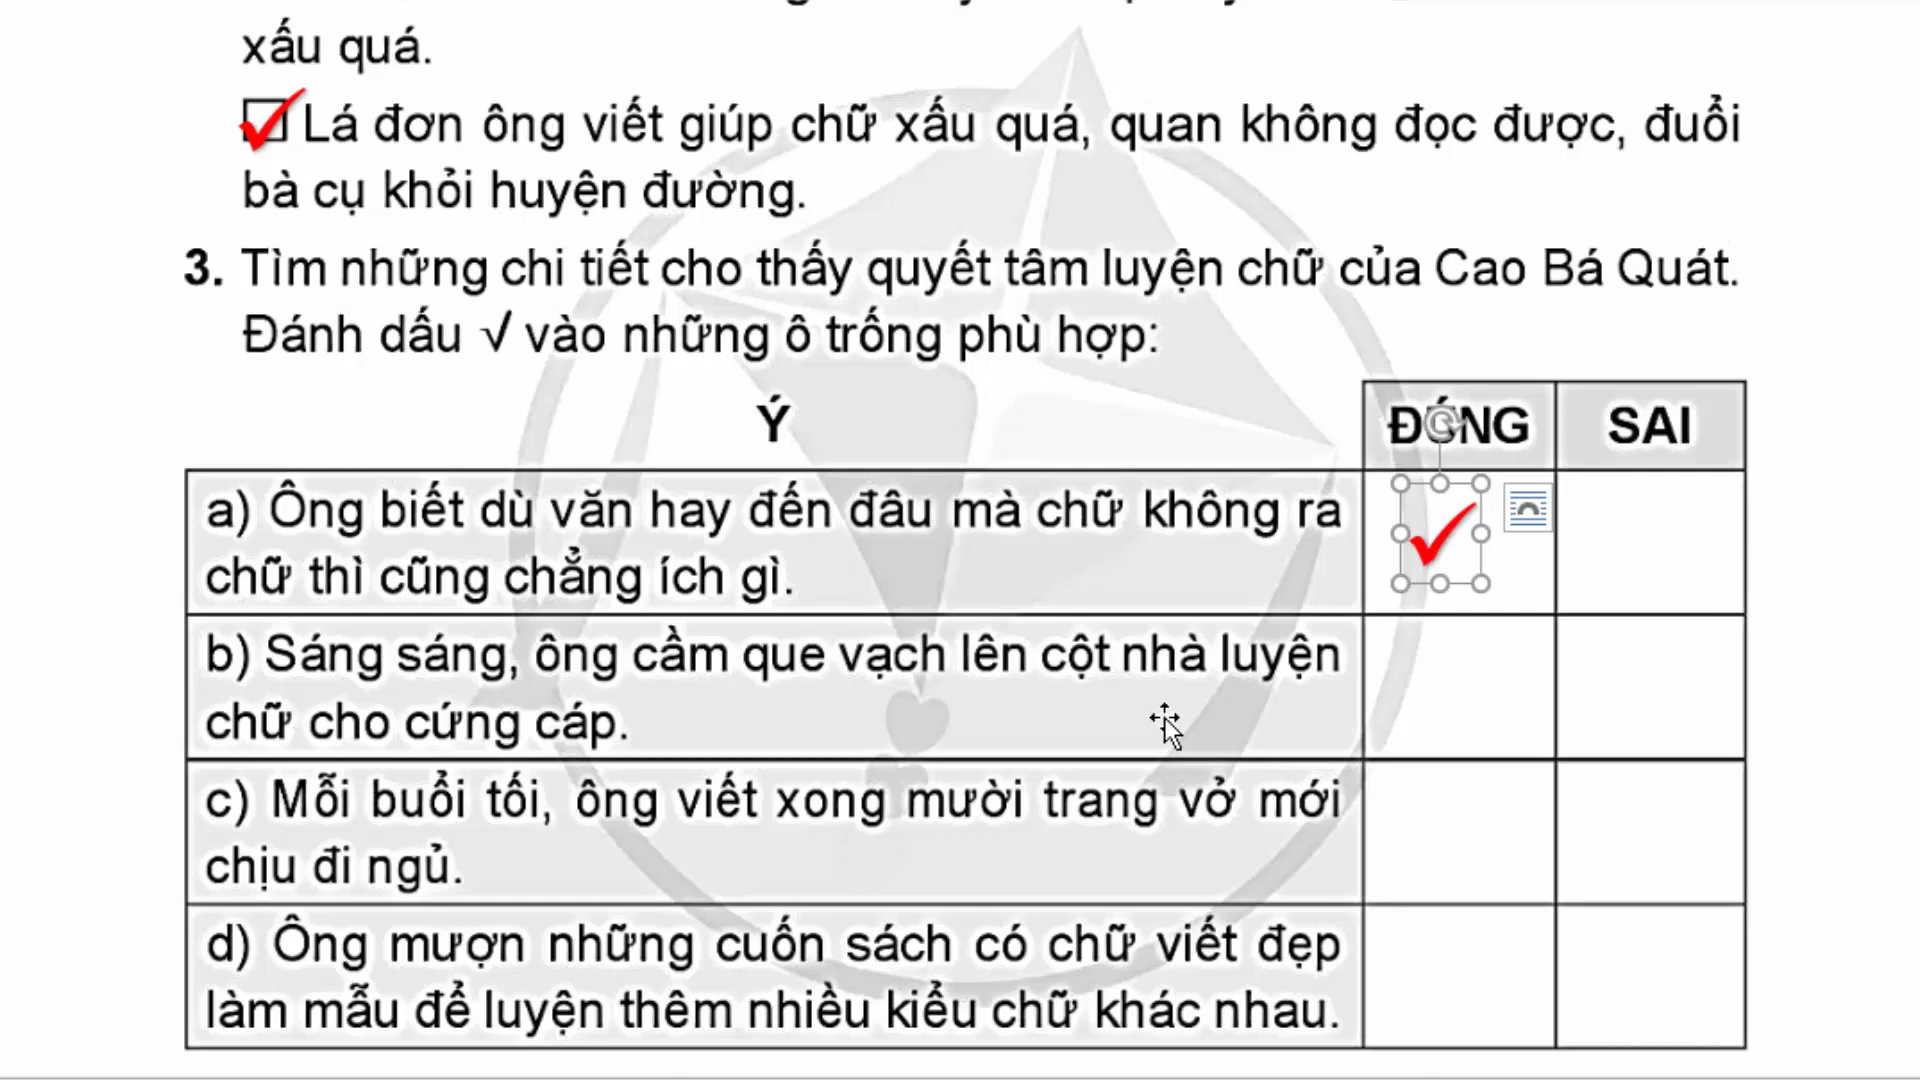 xấu quá.
Lá đơn ông viết giúp chữ xấu quá, quan không đọc được, đuổi
bà cụ khỏi huyện đường.
3. Tìm những chi tiết cho thấy quyết tâm luyện chữ của Cao Bá Quát.
Đánh dấu √ vào những ô trống phù hợp:
Ý ĐÚNG SAI
a) Ông biết dù văn hay đến đâu mà chữ không ra
chữ thì cũng chẳng ích gì.
b) Sáng sáng, ông cầm que vạch lên cột nhà luyện
chữ cho cứng cáp.
c) Mỗi buổi tối, ông viết xong mười trang vở mới
chịu đi ngủ.
d) Ông mượn những cuốn sách có chữ viết đẹp
làm mẫu để luyện thêm nhiều kiểu chữ khác nhau.